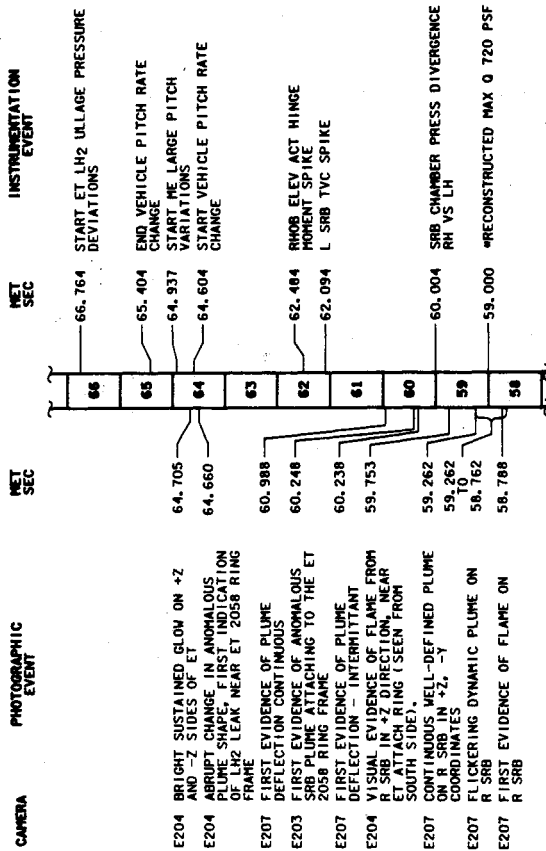 CAMERA
PHOTOGRAPHIC
EVENT
MET
SEC
MET
SEC
INSTRUMENTATION
EVENT
E204 BRIGHT SUSTAINED GLOW ON +Z
AND -Z SIDES OF ET
64.705
E204 ABRUPT CHANGE IN ANOMALOUS
PLUME SHAPE, FIRST INDICATION
OF LH2 LEAK NEAR ET 2058 RING
FRAME
64.660
E207 FIRST EVIDENCE OF PLUME
DEFLECTION CONTINUOUS
60.988
E203 FIRST EVIDENCE OF ANOMALOUS
SRB PLUME ATTACHING TO THE ET
2058 RING FRAME
60.248
E207 FIRST EVIDENCE OF PLUME
DEFLECTION - INTERMITTANT
60.238
E204 VISUAL EVIDENCE OF FLAME FROM
R SRB IN +Z DIRECTION, NEAR
ET ATTACH RING (SEEN FROM
SOUTH SIDE).
59.753
E207 CONTINUOUS WELL-DEFINED PLUME
ON R SRB IN +Z, -Y
COORDINATES
59.262
E207 FLICKERING DYNAMIC PLUME ON
R SRB
59.262
TO
58.762
E207 FIRST EVIDENCE OF FLAME ON
R SRB
58.788
66
65
64
63
62
61
60
59
58
66.764 START ET LH2 ULLAGE PRESSURE
DEVIATIONS
65.404 END VEHICLE PITCH RATE
CHANGE
64.937 START ME LARGE PITCH
VARIATIONS
64.604 START VEHICLE PITCH RATE
CHANGE
62.484 RHOB ELEV ACT HINGE
MOMENT SPIKE
62.094 L SRB TVC SPIKE
60.004 SRB CHAMBER PRESS DIVERGENCE
RH VS LH
59.000 *RECONSTRUCTED MAX Q 720 PSF